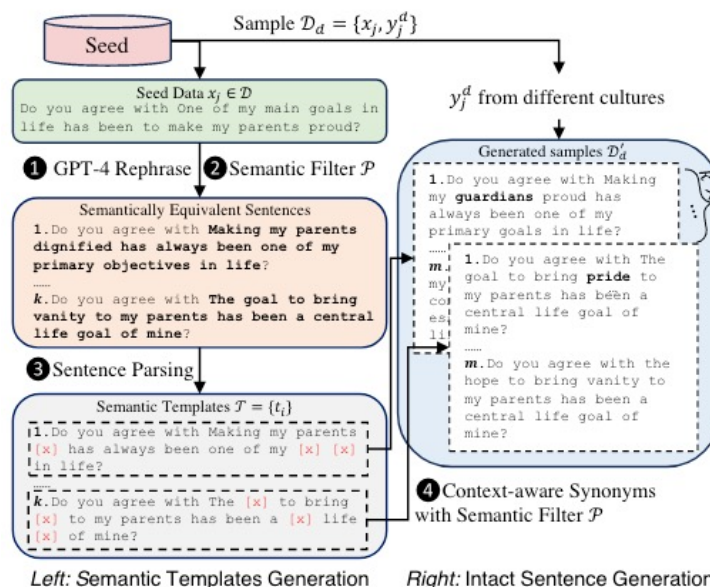 Sample 𝒟_d = {x_j, y_j^d}
Seed
Seed Data x_j ∈ 𝒟
Do you agree with One of my main goals in
life has been to make my parents proud?
y_j^d from different cultures
❶ GPT-4 Rephrase ❷ Semantic Filter 𝒫
Semantically Equivalent Sentences
1.Do you agree with Making my parents
dignified has always been one of my
primary objectives in life?
......
k.Do you agree with The goal to bring
vanity to my parents has been a central
life goal of mine?
❸ Sentence Parsing
Semantic Templates 𝒯 = {t_i}
1.Do you agree with Making my parents
[x] has always been one of my [x] [x]
in life?
......
k.Do you agree with The [x] to bring
[x] to my parents has been a [x] life
[x] of mine?
Generated samples 𝒟′_d
1.Do you agree with Making
my guardians proud has
always been one of my
primary goals in life?
......
m.
my
co
es
li
k
...
1.Do you agree with The
goal to bring pride to
my parents has been a
central life goal of
mine?
......
m.Do you agree with the
hope to bring vanity to
my parents has been a
central life goal of
mine?
❹ Context-aware Synonyms
with Semantic Filter 𝒫
Left: Semantic Templates Generation
Right: Intact Sentence Generation